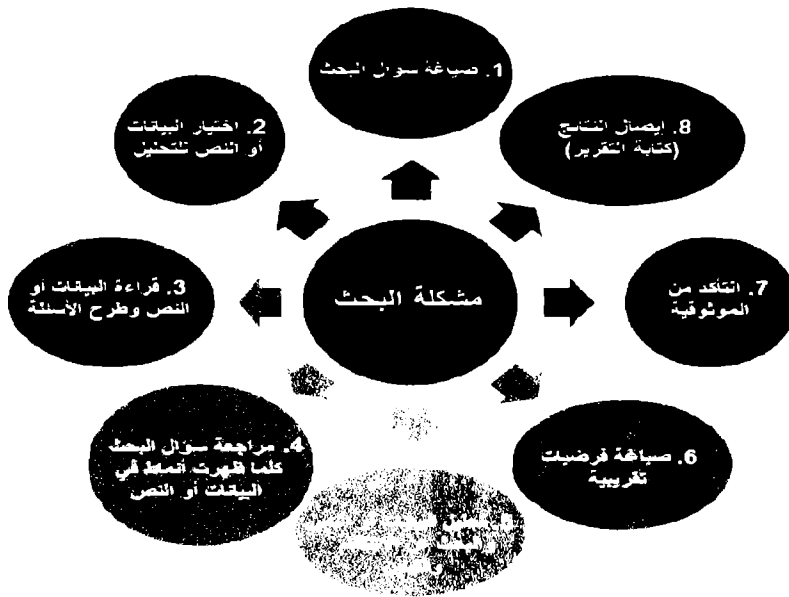 1. صياغة سؤال البحث
2. اختيار البيانات
أو النص للتحليل
3. قراءة البيانات أو
النص وطرح الأسئلة
4. مراجعة سؤال البحث
كلما ظهرت أنماط في
البيانات أو النص
6. صياغة فرضيات
تقريبية
7. التأكد من
الموثوقية
8. إيصال النتائج
(كتابة التقرير)
مشكلة البحث